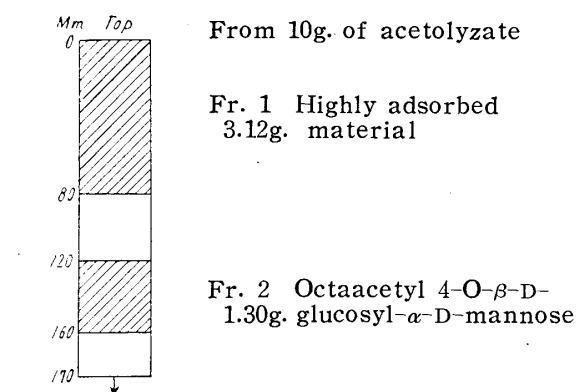 Mm Top
0
From 10g. of acetolyzate
Fr. 1 Highly adsorbed
3.12g. material
80
120
Fr. 2 Octaacetyl 4-O-β-D-
1.30g. glucosyl-α-D-mannose
160
170